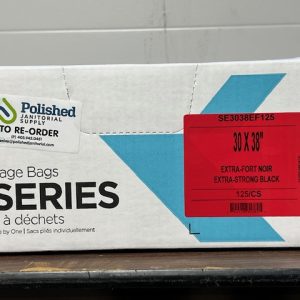 Polished
JANITORIAL
SUPPLY
TO RE-ORDER
age Bags
SERIES
à déchets
by One | Sacs pliés individuellement
SE3038EF125
30 X 38"
EXTRA-FORT NOIR
EXTRA-STRONG BLACK
125/CS